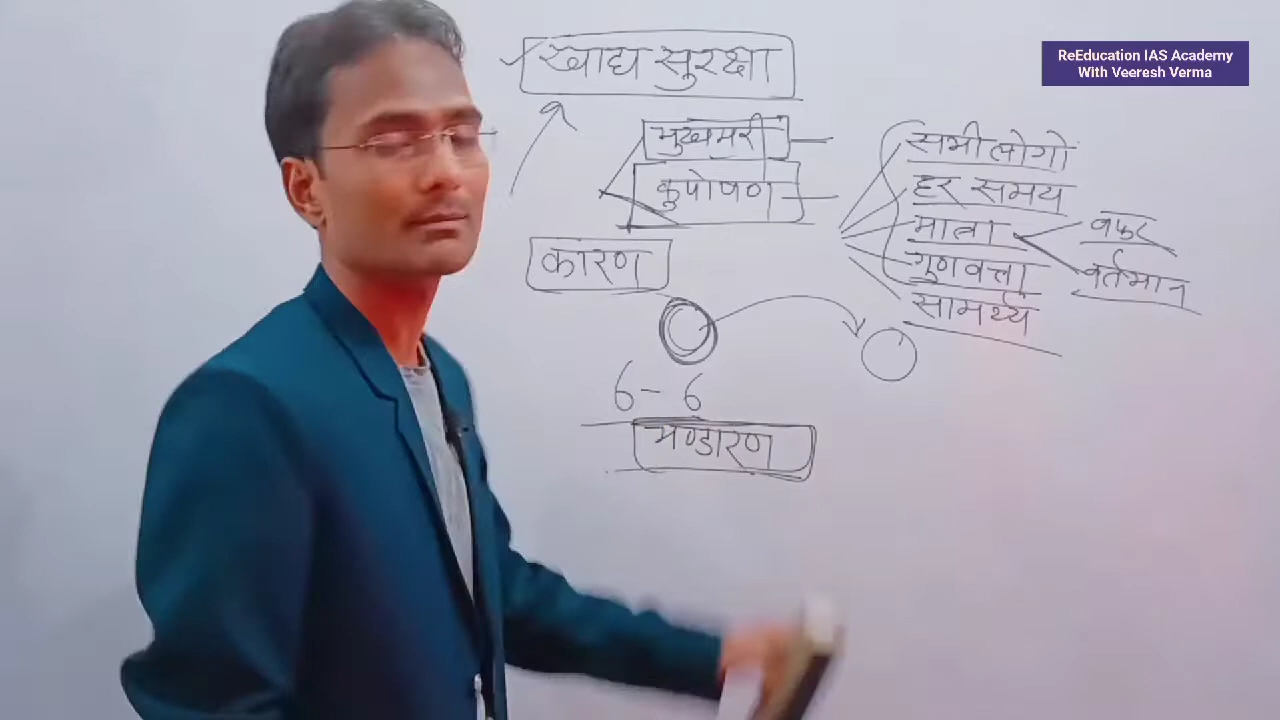 ReEducation IAS Academy
With Veeresh Verma
खाद्य सुरक्षा
भुखमरी
कुपोषण
सभी लोगो
हर समय
मात्रा
गुणवत्ता
सामर्थ्य
बफर
वर्तमान
कारण
6 - 6
भण्डारण